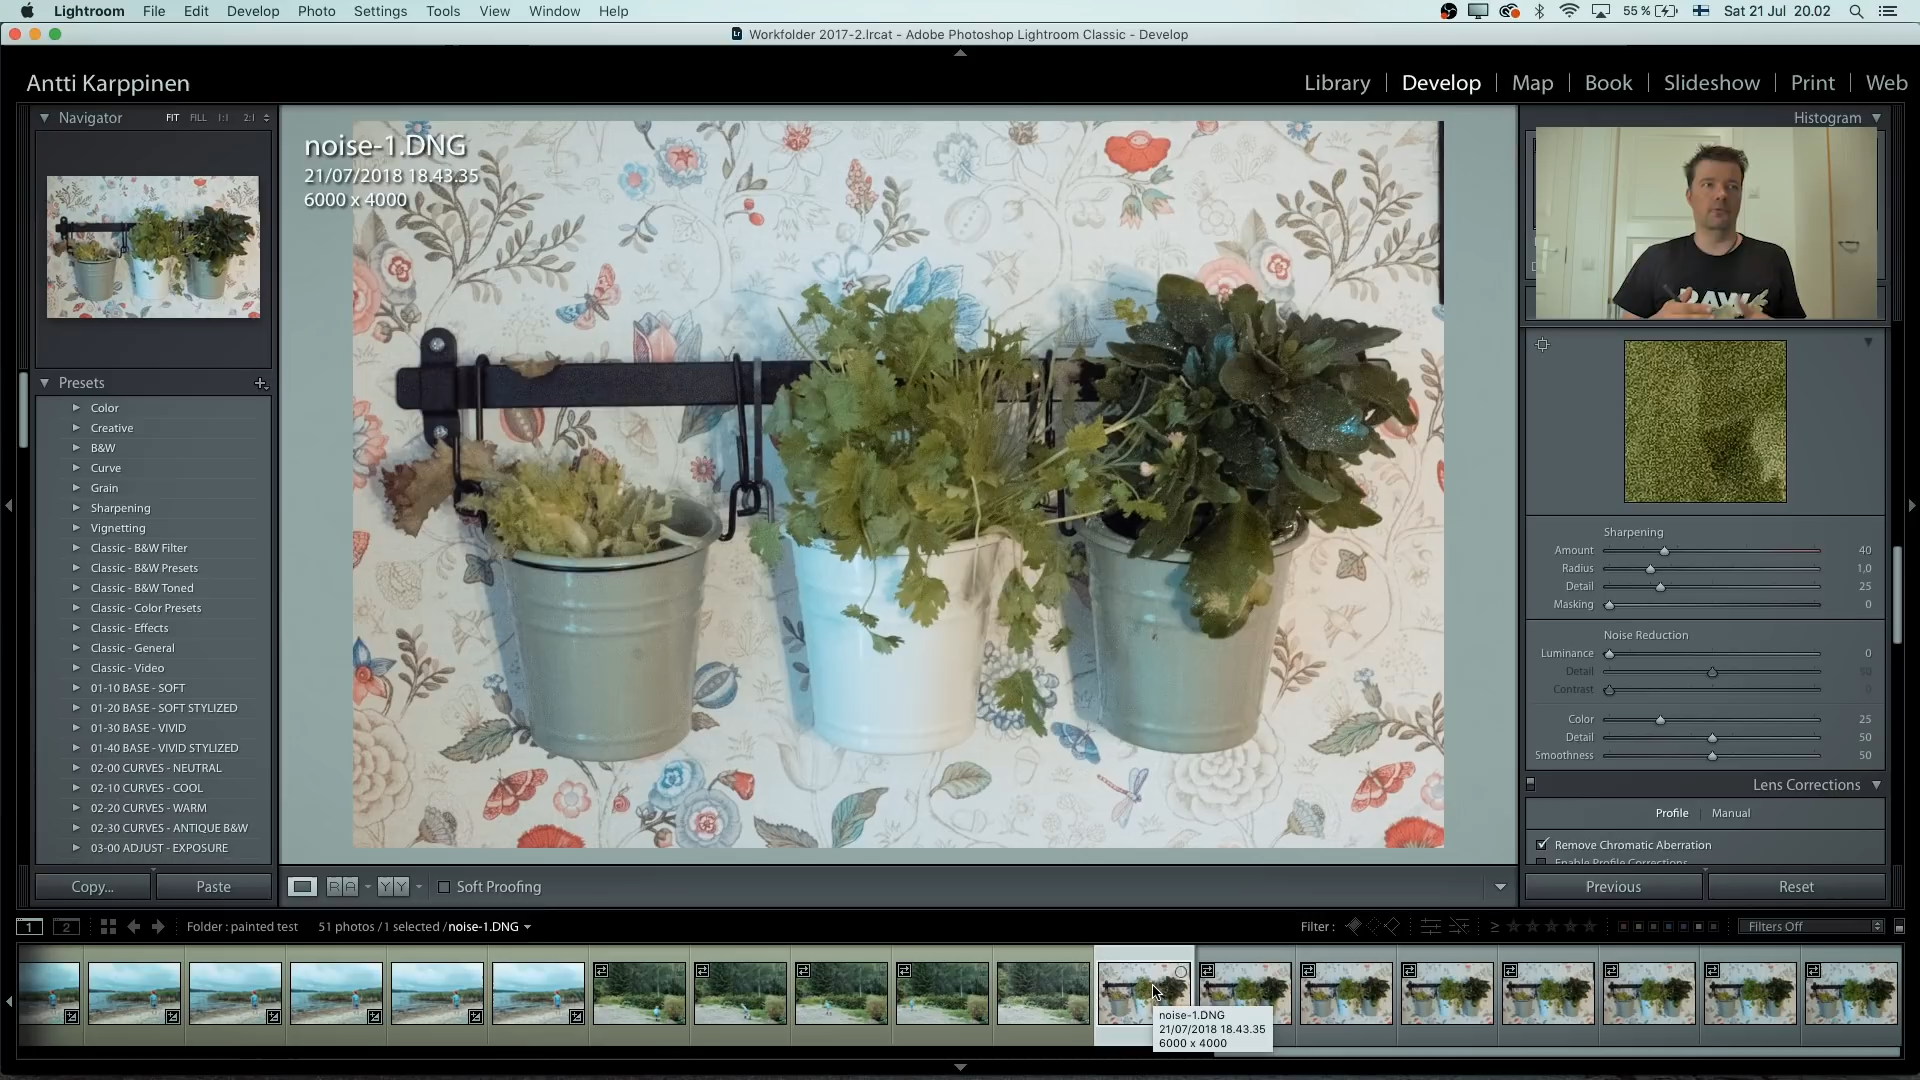 Lightroom File Edit Develop Photo Settings Tools View Window Help
55 % Sat 21 Jul 20.02
Workfolder 2017-2.lrcat - Adobe Photoshop Lightroom Classic - Develop
Antti Karppinen
Library | Develop | Map | Book | Slideshow | Print | Web
Navigator FIT FILL 1:1 2:1
Histogram
noise-1.DNG
21/07/2018 18.43.35
6000 x 4000
RAW
Presets
Color
Creative
B&W
Curve
Grain
Sharpening
Vignetting
Classic - B&W Filter
Classic - B&W Presets
Classic - B&W Toned
Classic - Color Presets
Classic - Effects
Classic - General
Classic - Video
01-10 BASE - SOFT
01-20 BASE - SOFT STYLIZED
01-30 BASE - VIVID
01-40 BASE - VIVID STYLIZED
02-00 CURVES - NEUTRAL
02-10 CURVES - COOL
02-20 CURVES - WARM
02-30 CURVES - ANTIQUE B&W
03-00 ADJUST - EXPOSURE
Sharpening
Amount 40
Radius 1,0
Detail 25
Masking 0
Noise Reduction
Luminance 0
Detail 50
Contrast 0
Color 25
Detail 50
Smoothness 50
Lens Corrections
Profile | Manual
Remove Chromatic Aberration
Enable Profile Corrections
Copy... Paste
R A Y Y Soft Proofing
Previous Reset
1 2 Folder : painted test 51 photos / 1 selected / noise-1.DNG
Filter : ≥ Filters Off
noise-1.DNG
21/07/2018 18.43.35
6000 x 4000